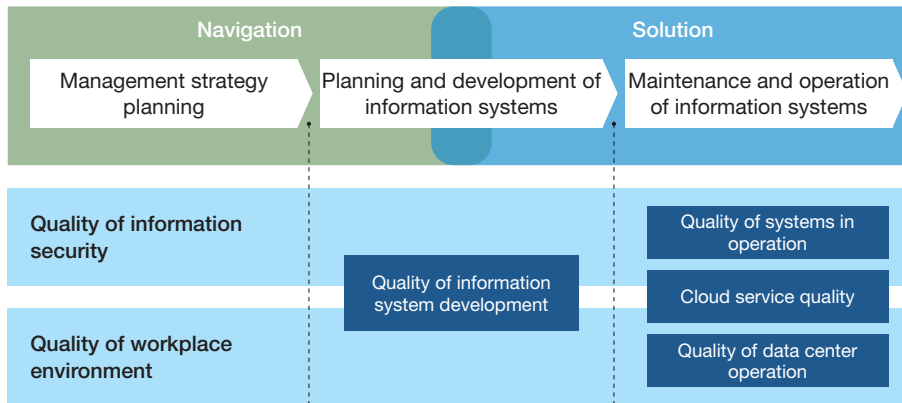 Navigation
Solution
Management strategy
planning
Planning and development of
information systems
Maintenance and operation
of information systems
Quality of information
security
Quality of information
system development
Quality of systems in
operation
Cloud service quality
Quality of workplace
environment
Quality of data center
operation